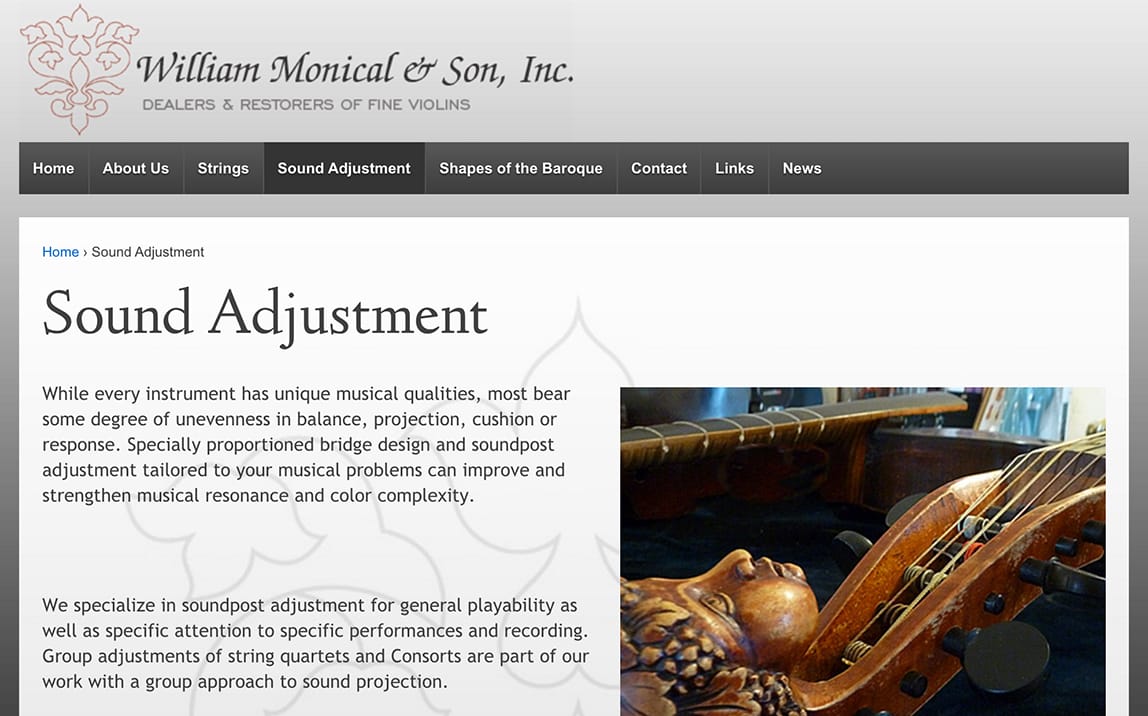 William Monical & Son, Inc.
DEALERS & RESTORERS OF FINE VIOLINS
Home About Us Strings Sound Adjustment Shapes of the Baroque Contact Links News
Home › Sound Adjustment
Sound Adjustment
While every instrument has unique musical qualities, most bear
some degree of unevenness in balance, projection, cushion or
response. Specially proportioned bridge design and soundpost
adjustment tailored to your musical problems can improve and
strengthen musical resonance and color complexity.
We specialize in soundpost adjustment for general playability as
well as specific attention to specific performances and recording.
Group adjustments of string quartets and Consorts are part of our
work with a group approach to sound projection.